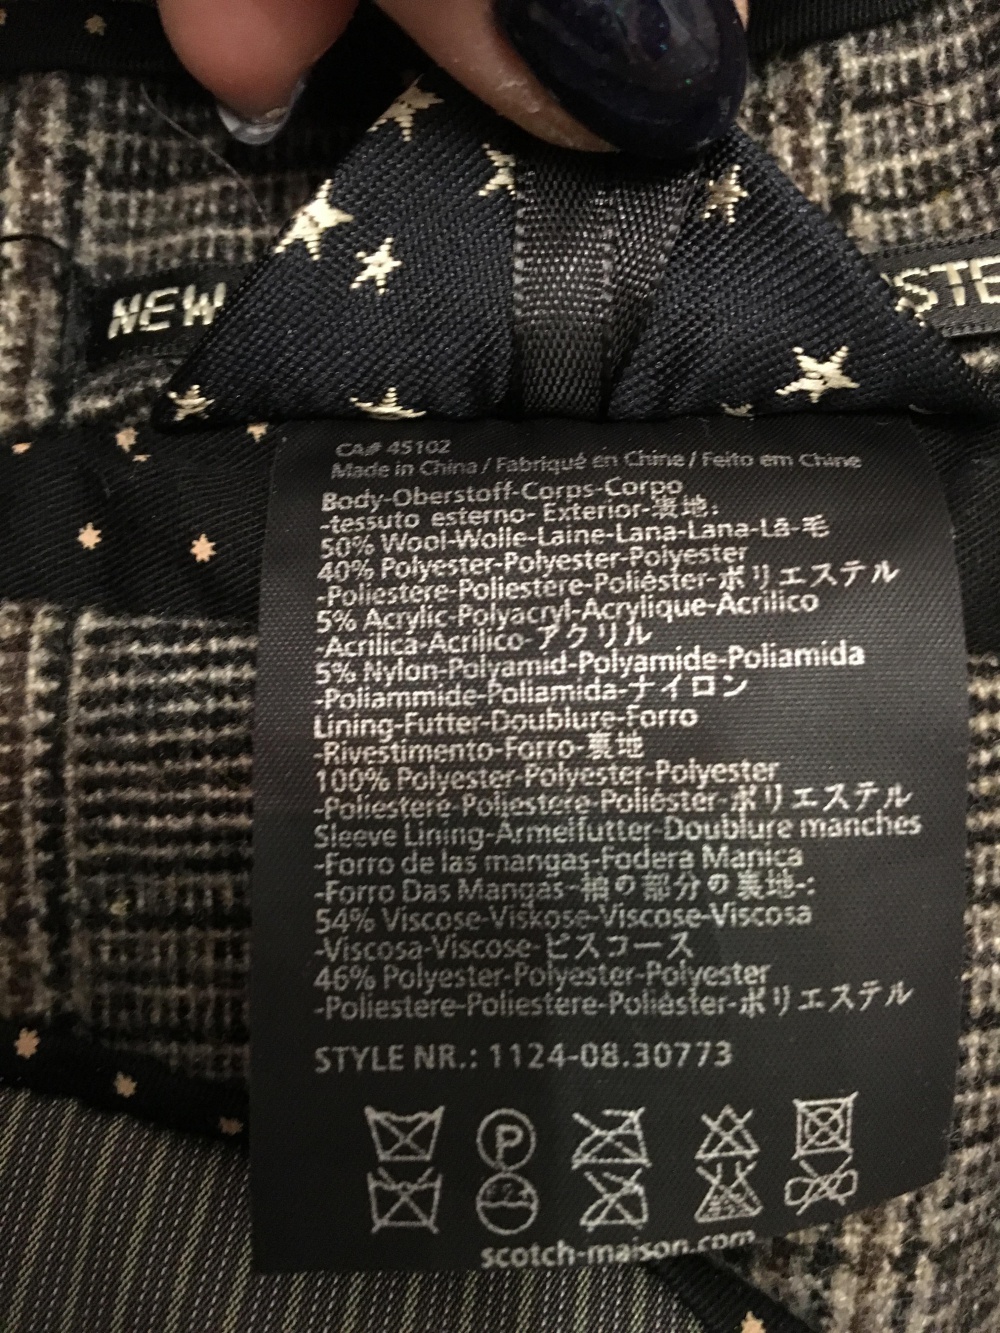 NEW
STE
CA# 45102
Made in China / Fabriqué en Chine / Feito em Chine
Body-Oberstoff-Corps-Corpo
-tessuto esterno- Exterior-表地:
50% Wool-Wolle-Laine-Lana-Lana-Lã-毛
40% Polyester-Polyester-Polyester
-Poliestere-Poliestere-Poliéster-ポリエステル
5% Acrylic-Polyacryl-Acrylique-Acrilico
-Acrilica-Acrilico-アクリル
5% Nylon-Polyamid-Polyamide-Poliamida
-Poliammide-Poliamida-ナイロン
Lining-Futter-Doublure-Forro
-Rivestimento-Forro-裏地
100% Polyester-Polyester-Polyester
-Poliestere-Poliestere-Poliéster-ポリエステル
Sleeve Lining-Armelfutter-Doublure manches
-Forro de las mangas-Fodera Manica
-Forro Das Mangas-袖の部分の裏地-:
54% Viscose-Viskose-Viscose-Viscosa
-Viscosa-Viscose-ビスコース
46% Polyester-Polyester-Polyester
-Poliestere-Poliestere-Poliéster-ポリエステル
STYLE NR.: 1124-08.30773
P
scotch-maison.com